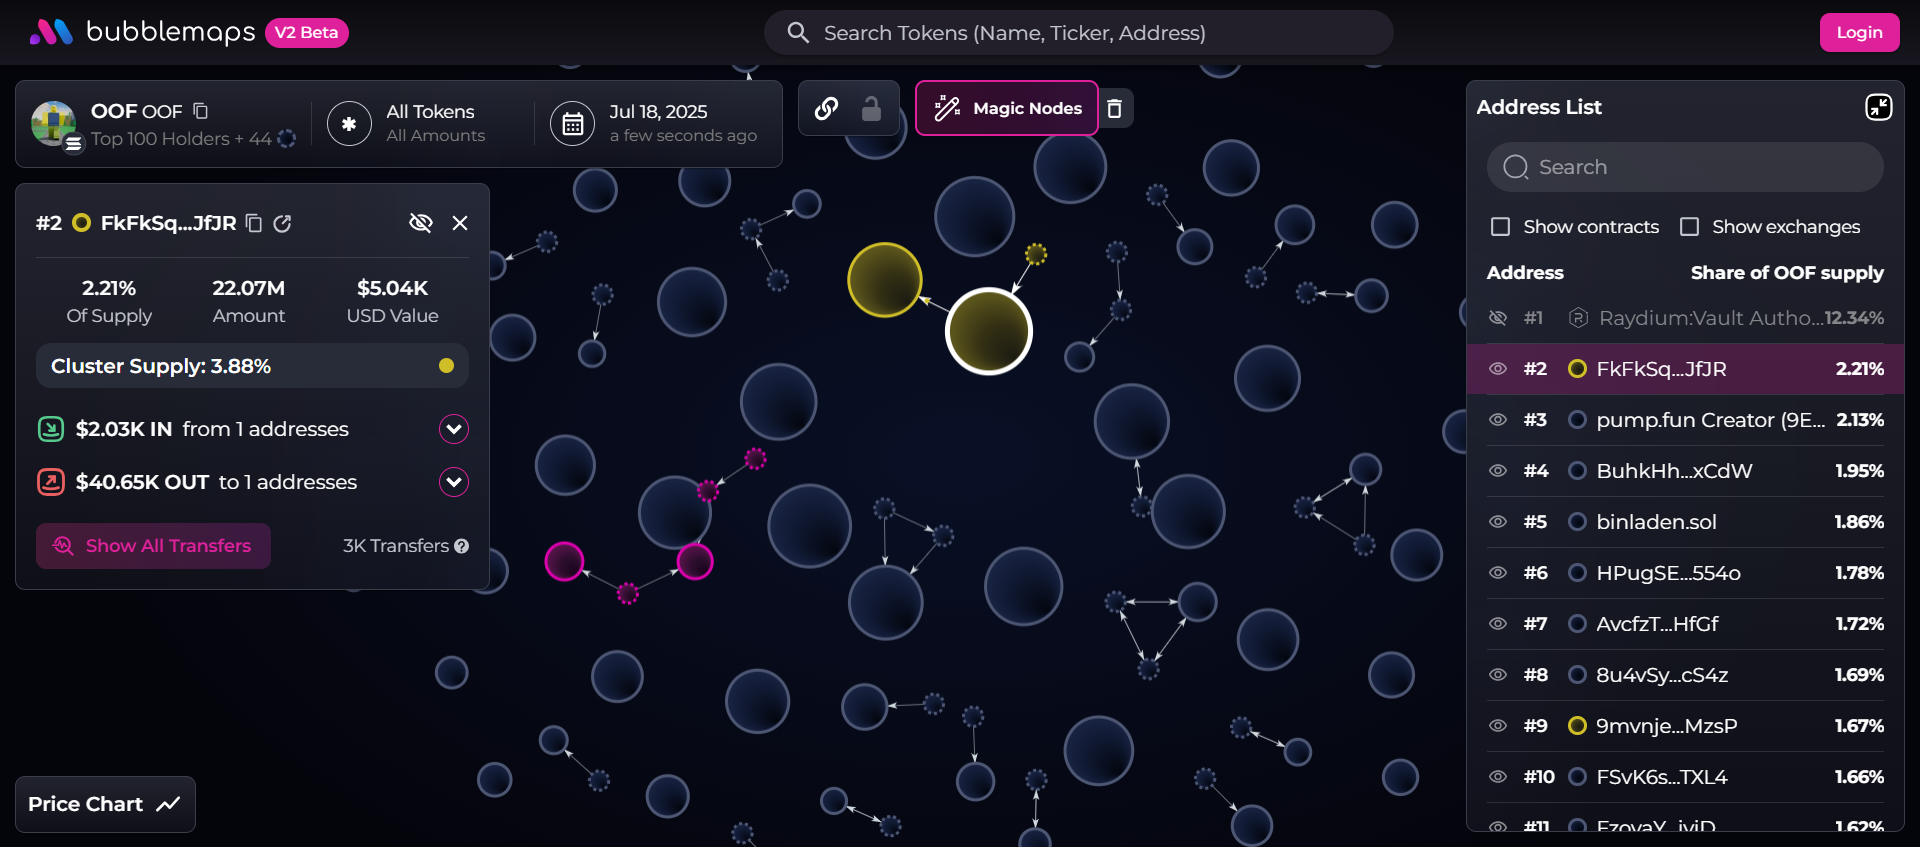 bubblemaps V2 Beta
Search Tokens (Name, Ticker, Address)
Login
OOF OOF
Top 100 Holders + 44
All Tokens
All Amounts
Jul 18, 2025
a few seconds ago
Magic Nodes
#2 FkFkSq...JfJR
2.21% 22.07M $5.04K
Of Supply Amount USD Value
Cluster Supply: 3.88%
$2.03K IN from 1 addresses
$40.65K OUT to 1 addresses
Show All Transfers 3K Transfers ?
Price Chart
Address List
Search
Show contracts Show exchanges
Address Share of OOF supply
#1 Raydium:Vault Autho...12.34%
#2 FkFkSq...JfJR 2.21%
#3 pump.fun Creator (9E... 2.13%
#4 BuhkHh...xCdW 1.95%
#5 binladen.sol 1.86%
#6 HPugSE...554o 1.78%
#7 AvcfzT...HfGf 1.72%
#8 8u4vSy...cS4z 1.69%
#9 9mvnje...MzsP 1.67%
#10 FSvK6s...TXL4 1.66%
#11 1.62%